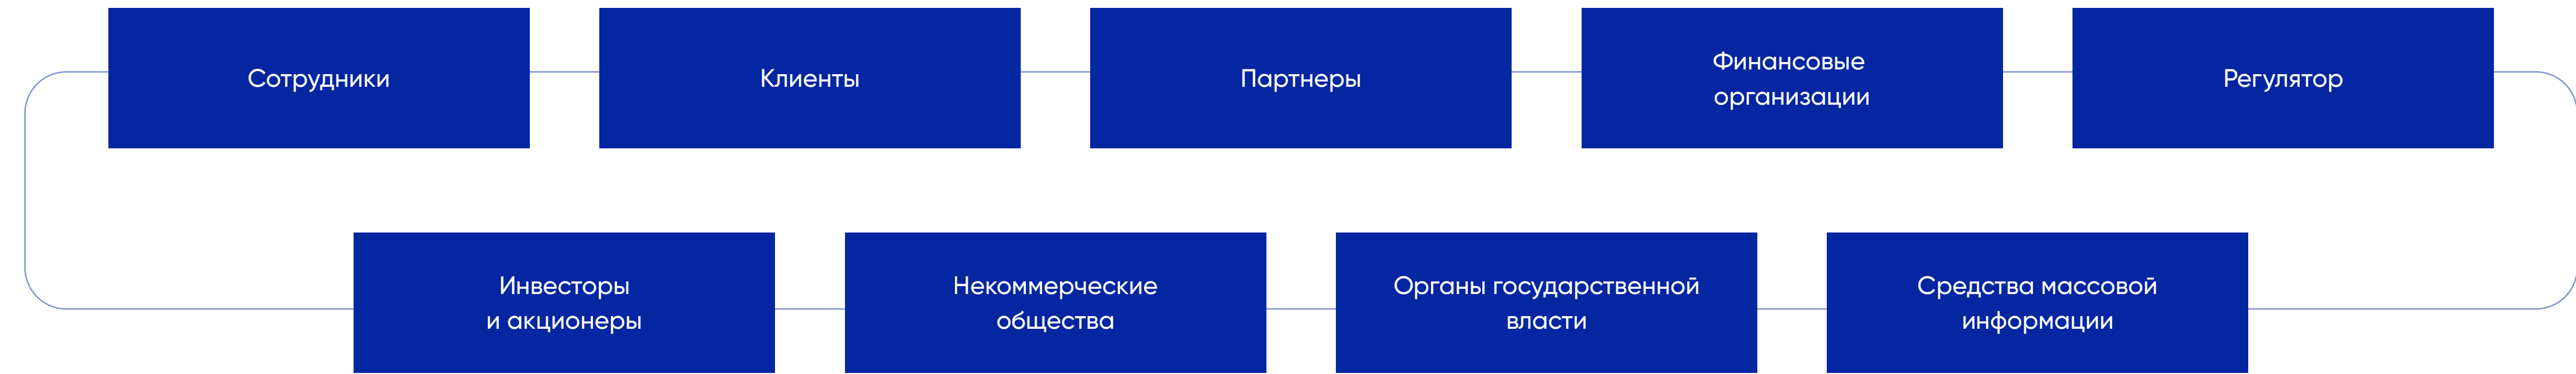 Сотрудники
Клиенты
Партнеры
Финансовые
организации
Регулятор
Инвесторы
и акционеры
Некоммерческие
общества
Органы государственной
власти
Средства массовой
информации